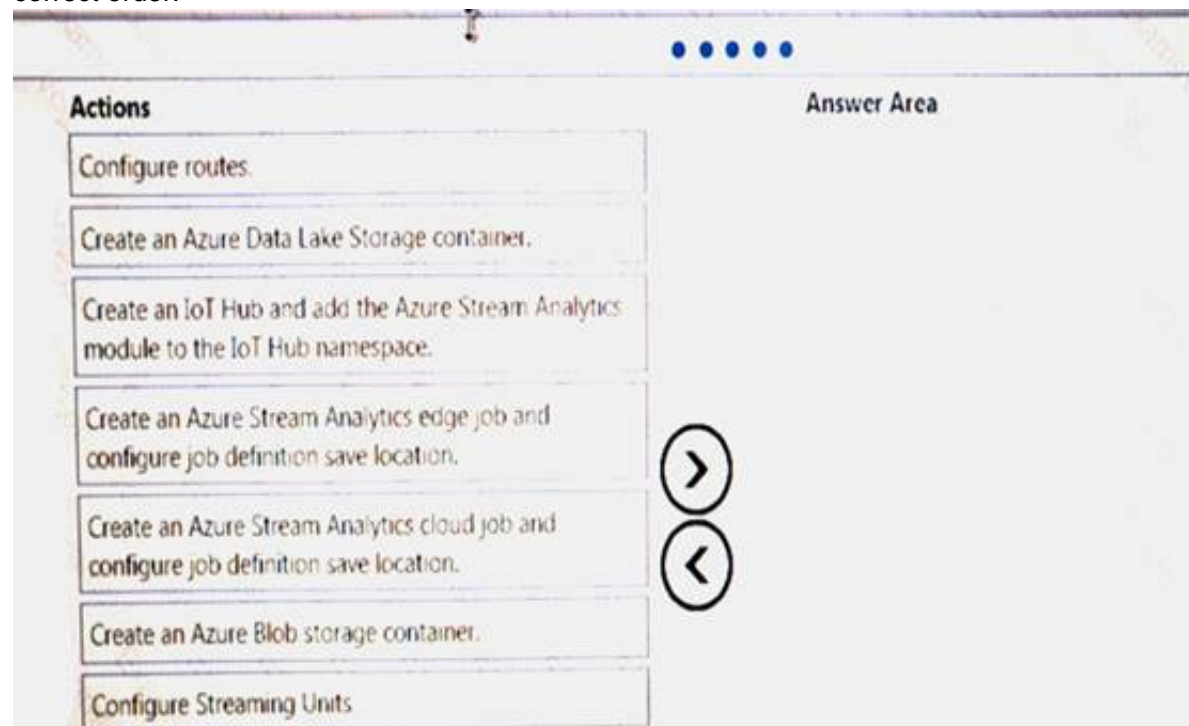 Actions
Answer Area
Configure routes.
Create an Azure Data Lake Storage container.
Create an IoT Hub and add the Azure Stream Analytics
module to the IoT Hub namespace.
Create an Azure Stream Analytics edge job and
configure job definition save location.
Create an Azure Stream Analytics cloud job and
configure job definition save location.
Create an Azure Blob storage container.
Configure Streaming Units